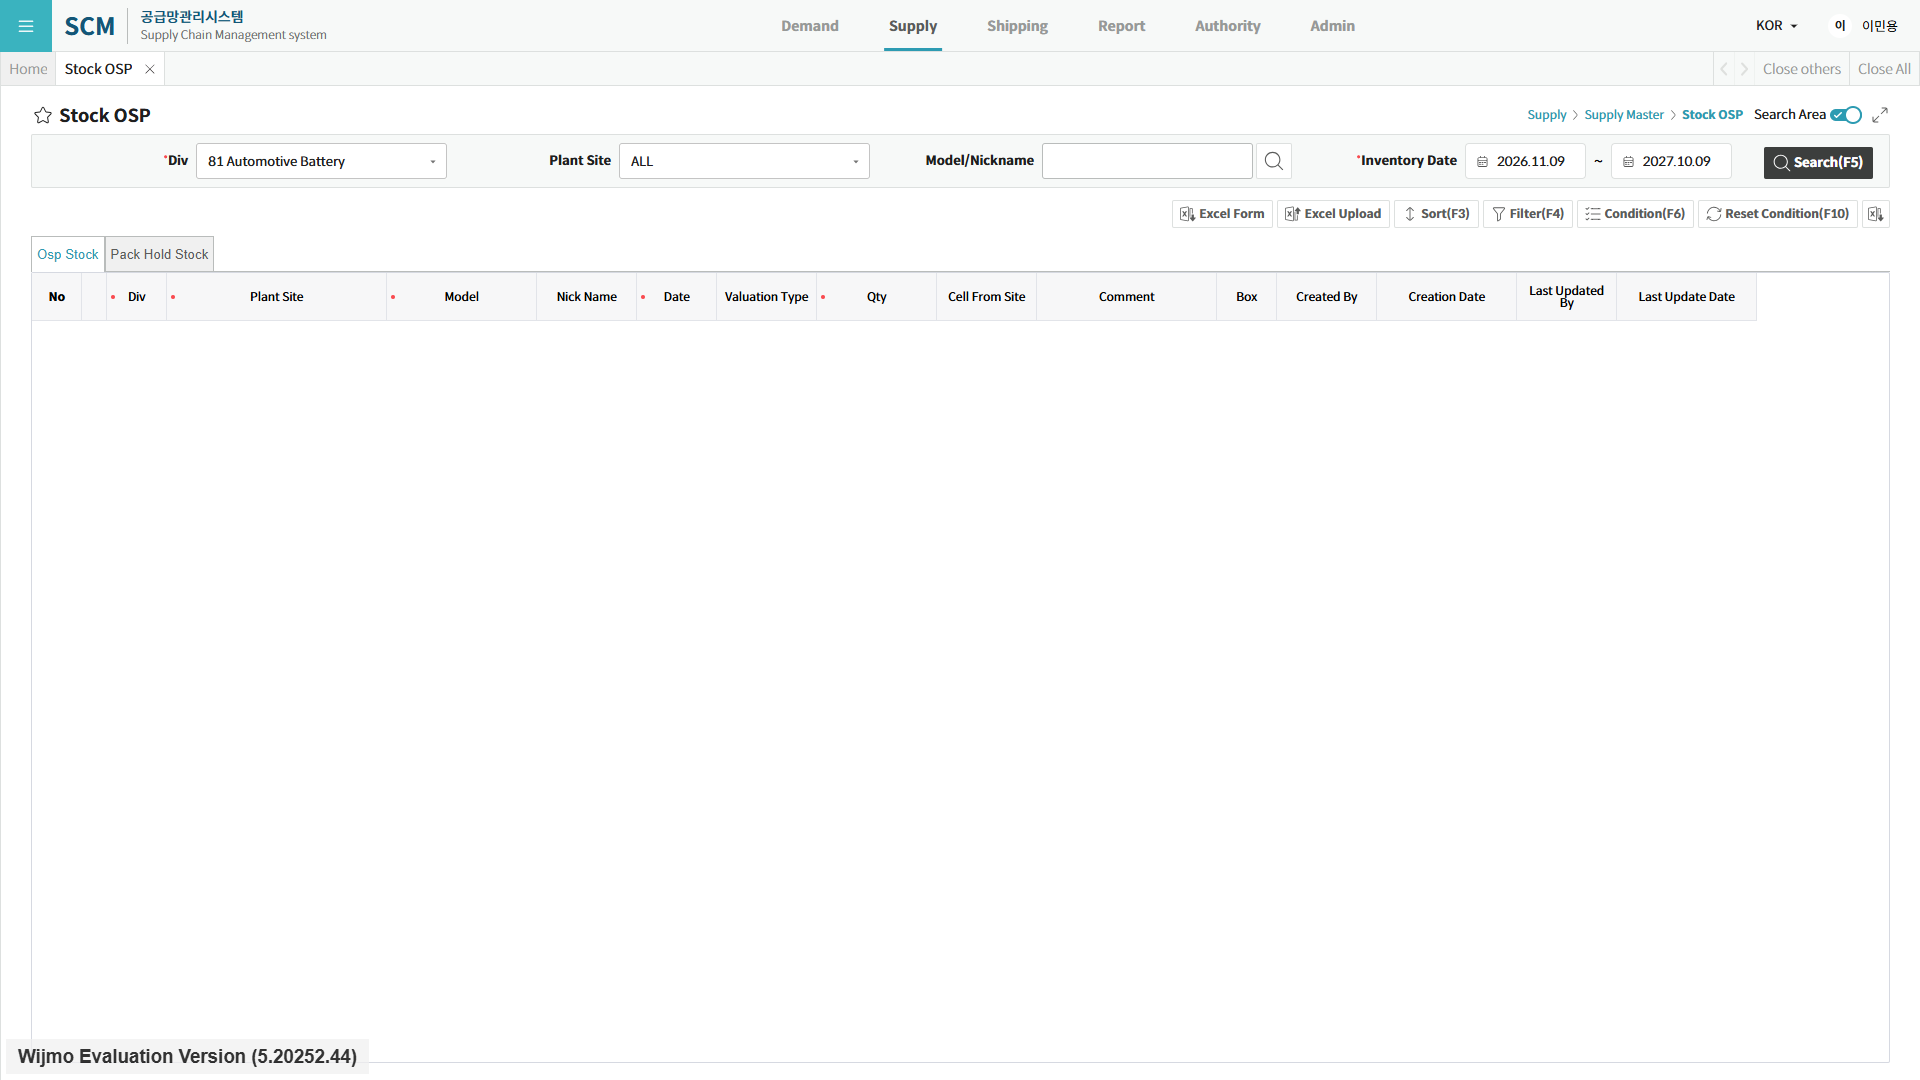 SCM
공급망관리시스템
Supply Chain Management system
Demand
Supply
Shipping
Report
Authority
Admin
KOR
이
이민용
Home
Stock OSP
Close others
Close All
Stock OSP
Supply
Supply Master
Stock OSP
Search Area
*Div
81 Automotive Battery
Plant Site
ALL
Model/Nickname
*Inventory Date
2026.11.09
~
2027.10.09
Search(F5)
Excel Form
Excel Upload
Sort(F3)
Filter(F4)
Condition(F6)
Reset Condition(F10)
Osp Stock
Pack Hold Stock
No
Div
Plant Site
Model
Nick Name
Date
Valuation Type
Qty
Cell From Site
Comment
Box
Created By
Creation Date
Last Updated
By
Last Update Date
Wijmo Evaluation Version (5.20252.44)